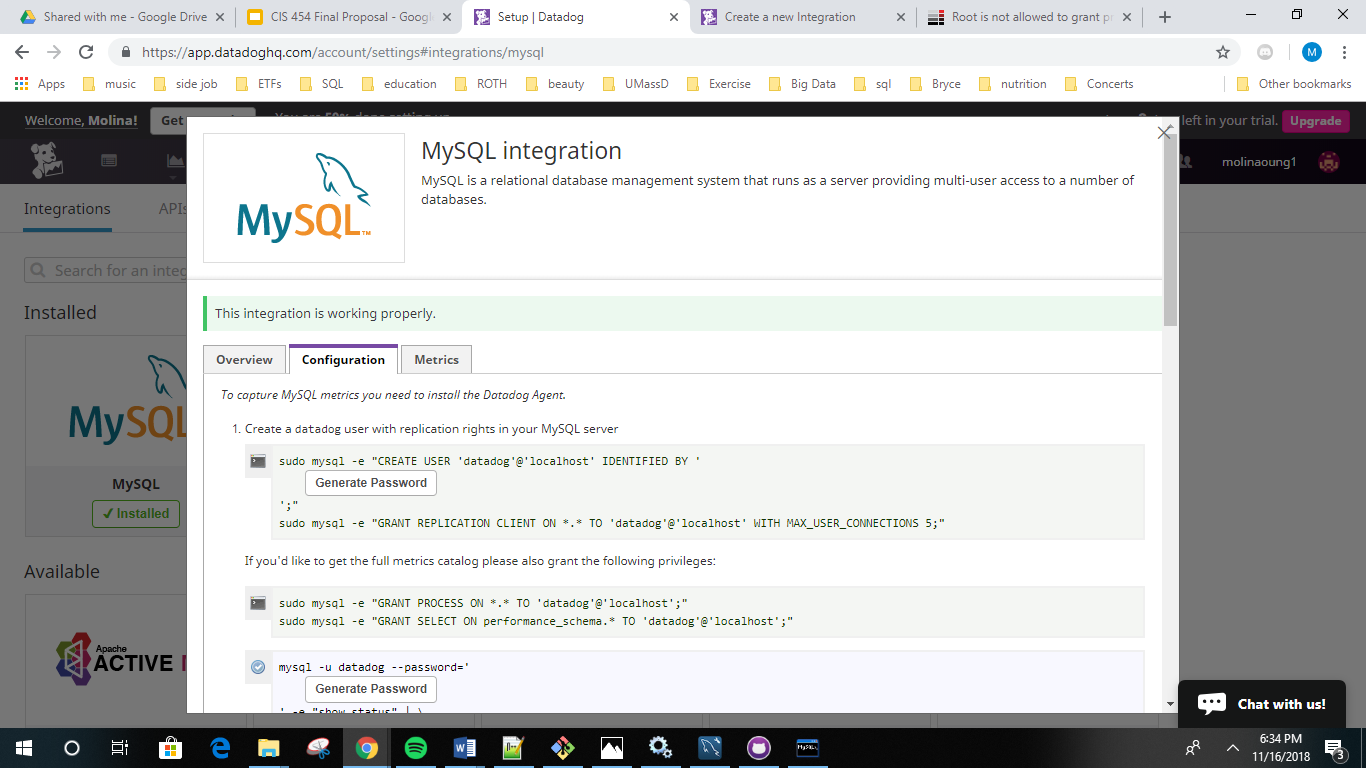 Shared with me - Google Drive
CIS 454 Final Proposal - Googl
Setup | Datadog
Create a new Integration
Root is not allowed to grant pr
https://app.datadoghq.com/account/settings#integrations/mysql
M
Apps music side job ETFs SQL education ROTH beauty UMassD Exercise Big Data sql Bryce nutrition Concerts Other bookmarks
Welcome, Molina!
Get
left in your trial.
Upgrade
molinaoung1
Integrations
APIs
Search for an integ
Installed
MySQL
MySQL
✓ Installed
Available
Apache
ACTIVE
MySQL™
MySQL integration
MySQL is a relational database management system that runs as a server providing multi-user access to a number of
databases.
This integration is working properly.
Overview Configuration Metrics
To capture MySQL metrics you need to install the Datadog Agent.
1. Create a datadog user with replication rights in your MySQL server
sudo mysql -e "CREATE USER 'datadog'@'localhost' IDENTIFIED BY '
Generate Password
';"
sudo mysql -e "GRANT REPLICATION CLIENT ON *.* TO 'datadog'@'localhost' WITH MAX_USER_CONNECTIONS 5;"
If you'd like to get the full metrics catalog please also grant the following privileges:
sudo mysql -e "GRANT PROCESS ON *.* TO 'datadog'@'localhost';"
sudo mysql -e "GRANT SELECT ON performance_schema.* TO 'datadog'@'localhost';"
mysql -u datadog --password='
Generate Password
' -e "show status" | \
Chat with us!
6:34 PM
11/16/2018
3